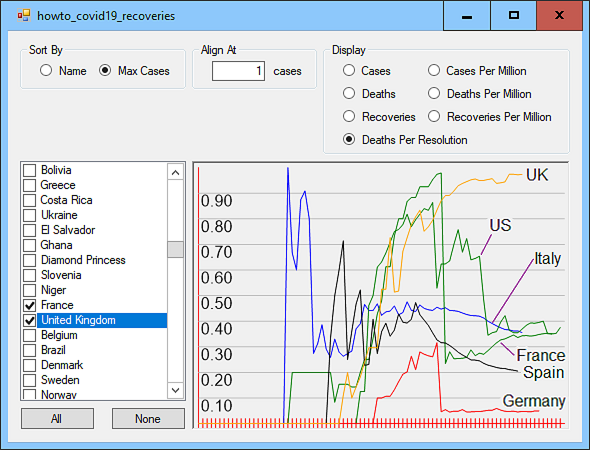 howto_covid19_recoveries
Sort By
Name
Max Cases
Align At
1 cases
Display
Cases
Cases Per Million
Deaths
Deaths Per Million
Recoveries
Recoveries Per Million
Deaths Per Resolution
Bolivia
Greece
Costa Rica
Ukraine
El Salvador
Ghana
Diamond Princess
Slovenia
Niger
France
United Kingdom
Belgium
Brazil
Denmark
Sweden
Norway
All
None
0.90
0.80
0.70
0.60
0.50
0.40
0.30
0.20
0.10
UK
US
Italy
France
Spain
Germany